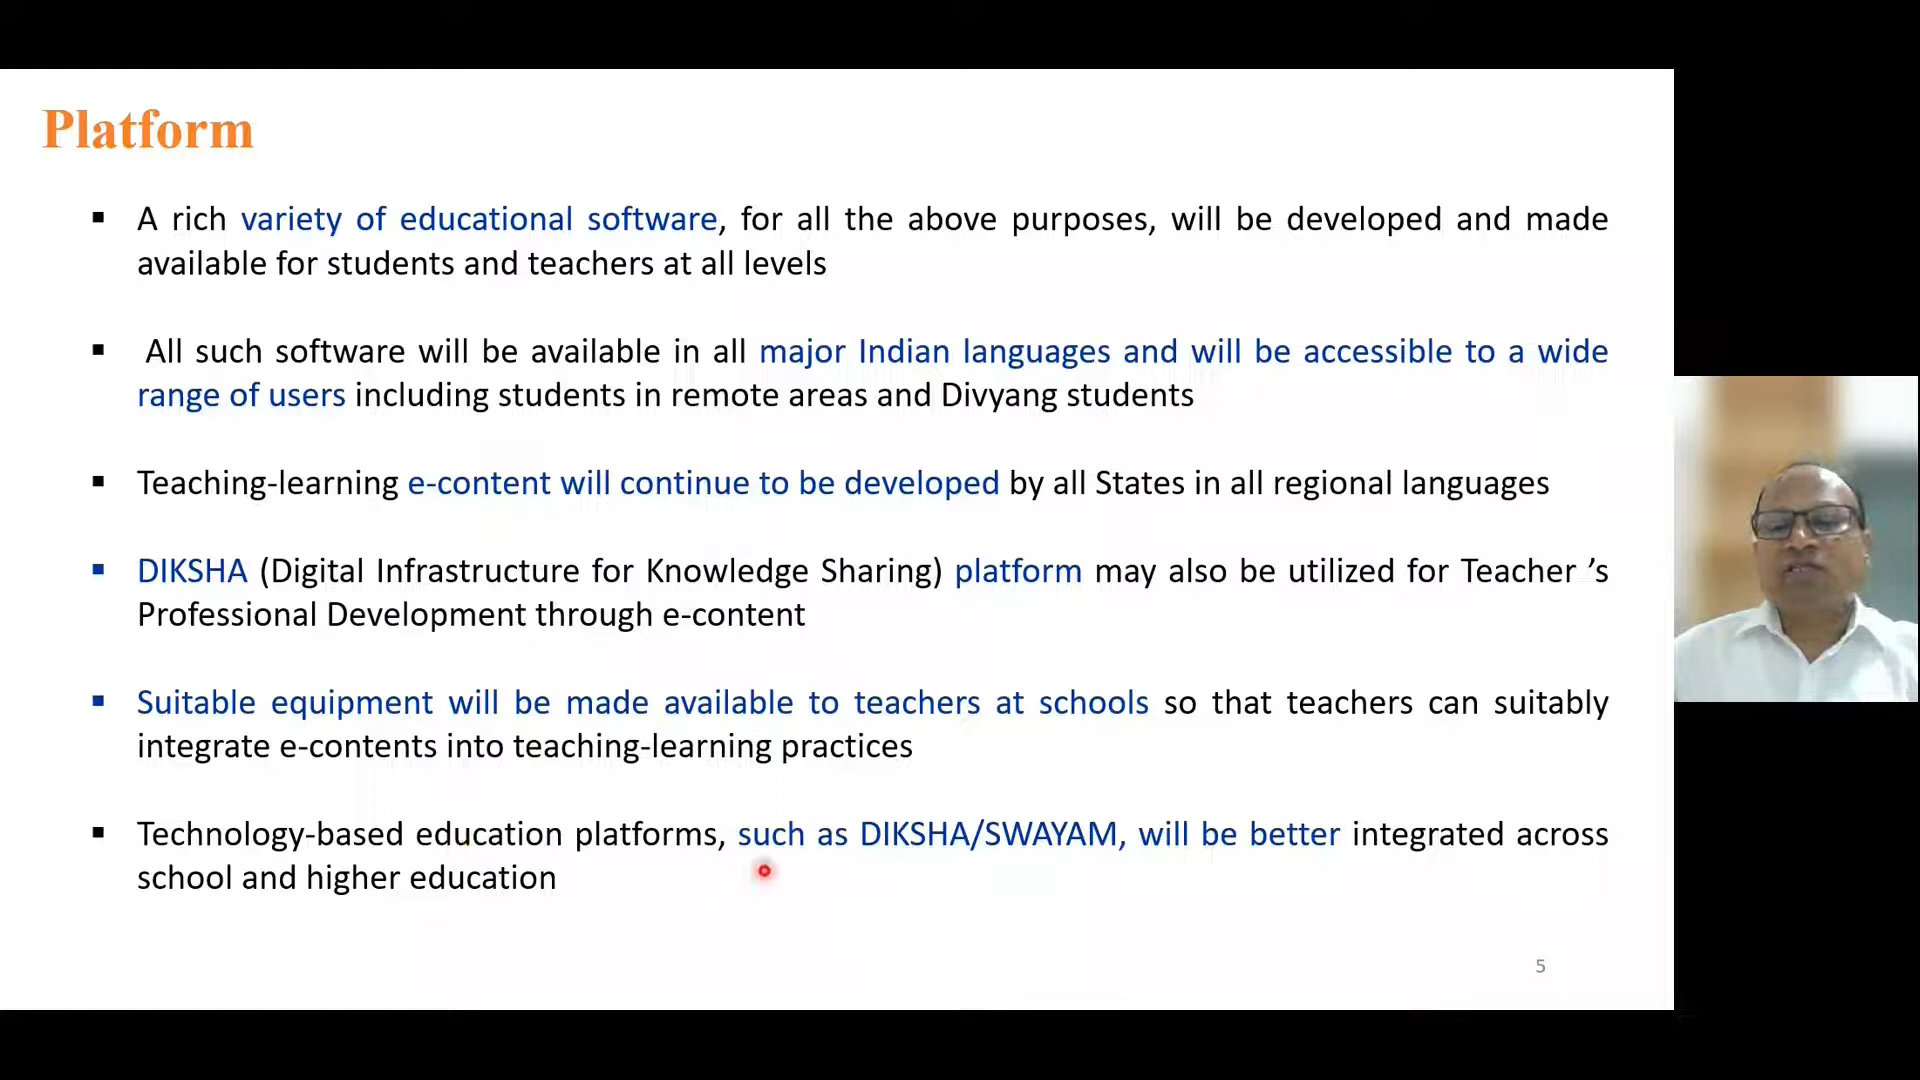 Platform
▪ A rich variety of educational software, for all the above purposes, will be developed and made
available for students and teachers at all levels
▪ All such software will be available in all major Indian languages and will be accessible to a wide
range of users including students in remote areas and Divyang students
▪ Teaching-learning e-content will continue to be developed by all States in all regional languages
▪ DIKSHA (Digital Infrastructure for Knowledge Sharing) platform may also be utilized for Teacher ’s
Professional Development through e-content
▪ Suitable equipment will be made available to teachers at schools so that teachers can suitably
integrate e-contents into teaching-learning practices
▪ Technology-based education platforms, such as DIKSHA/SWAYAM, will be better integrated across
school and higher education
5